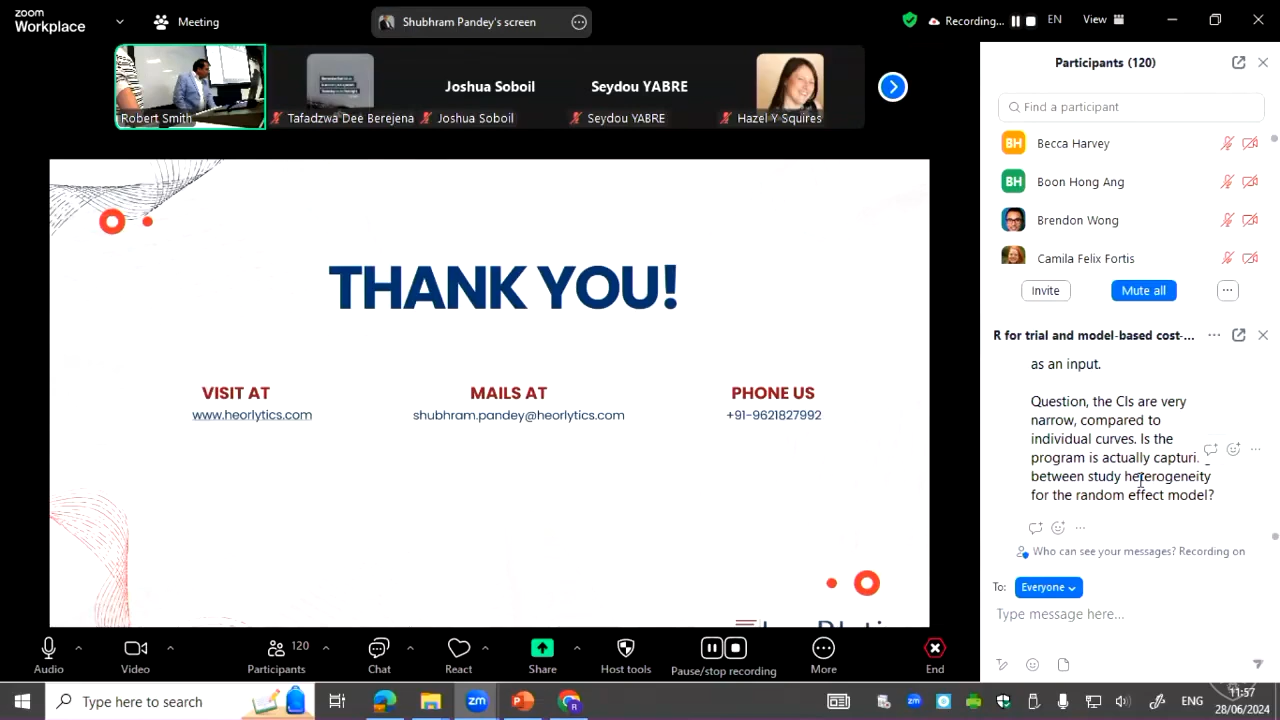 zoom
Workplace
Meeting
Shubhram Pandey's screen
Recording...
EN
View
Robert Smith
Tafadzwa Dee Berejena
Joshua Soboil
Joshua Soboil
Seydou YABRE
Seydou YABRE
Hazel Y Squires
THANK YOU!
VISIT AT
www.heorlytics.com
MAILS AT
shubhram.pandey@heorlytics.com
PHONE US
+91-9621827992
Participants (120)
Find a participant
BH
Becca Harvey
BH
Boon Hong Ang
Brendon Wong
Camila Felix Fortis
Invite
Mute all
R for trial and model-based cost-...
as an input.
Question, the CIs are very
narrow, compared to
individual curves. Is the
program is actually
between study heterogeneity
for the random effect model?
Who can see your messages? Recording on
To: Everyone
Type message here...
Audio
Video
120
Participants
Chat
React
Share
Host tools
Pause/stop recording
More
End
Type here to search
zm
zm
ENG
11:57
28/06/2024